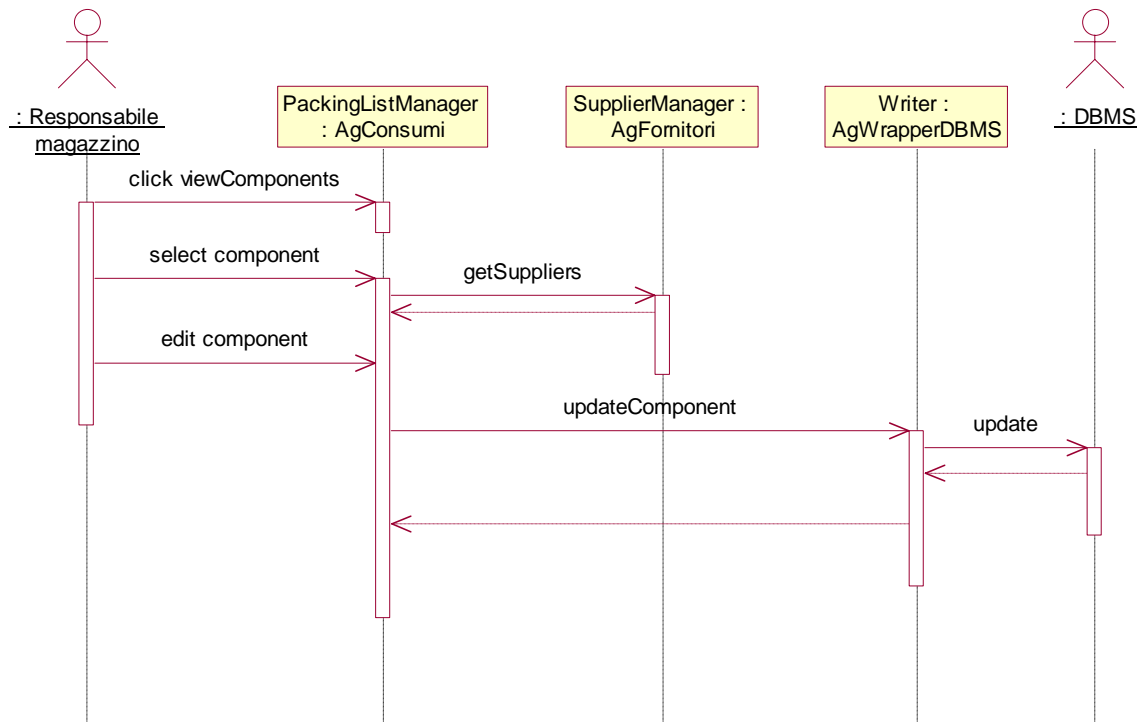 : Responsabile
magazzino
PackingListManager
: AgConsumi
SupplierManager :
AgFornitori
Writer :
AgWrapperDBMS
: DBMS
click viewComponents
select component
getSuppliers
edit component
updateComponent
update